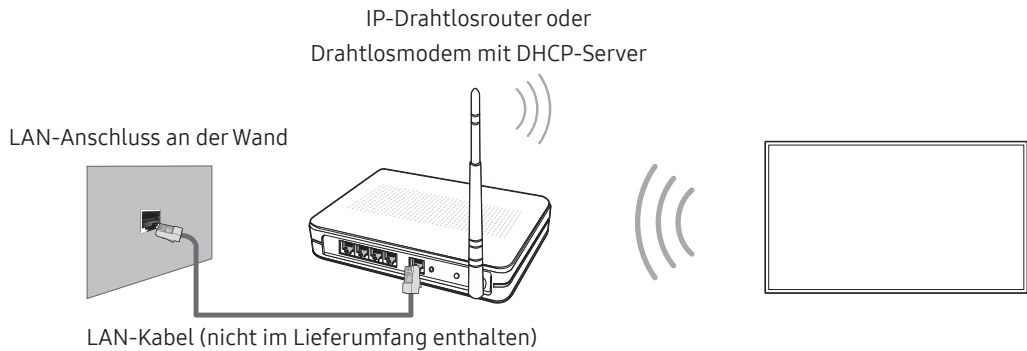 IP-Drahtlosrouter oder
Drahtlosmodem mit DHCP-Server
LAN-Anschluss an der Wand
LAN-Kabel (nicht im Lieferumfang enthalten)